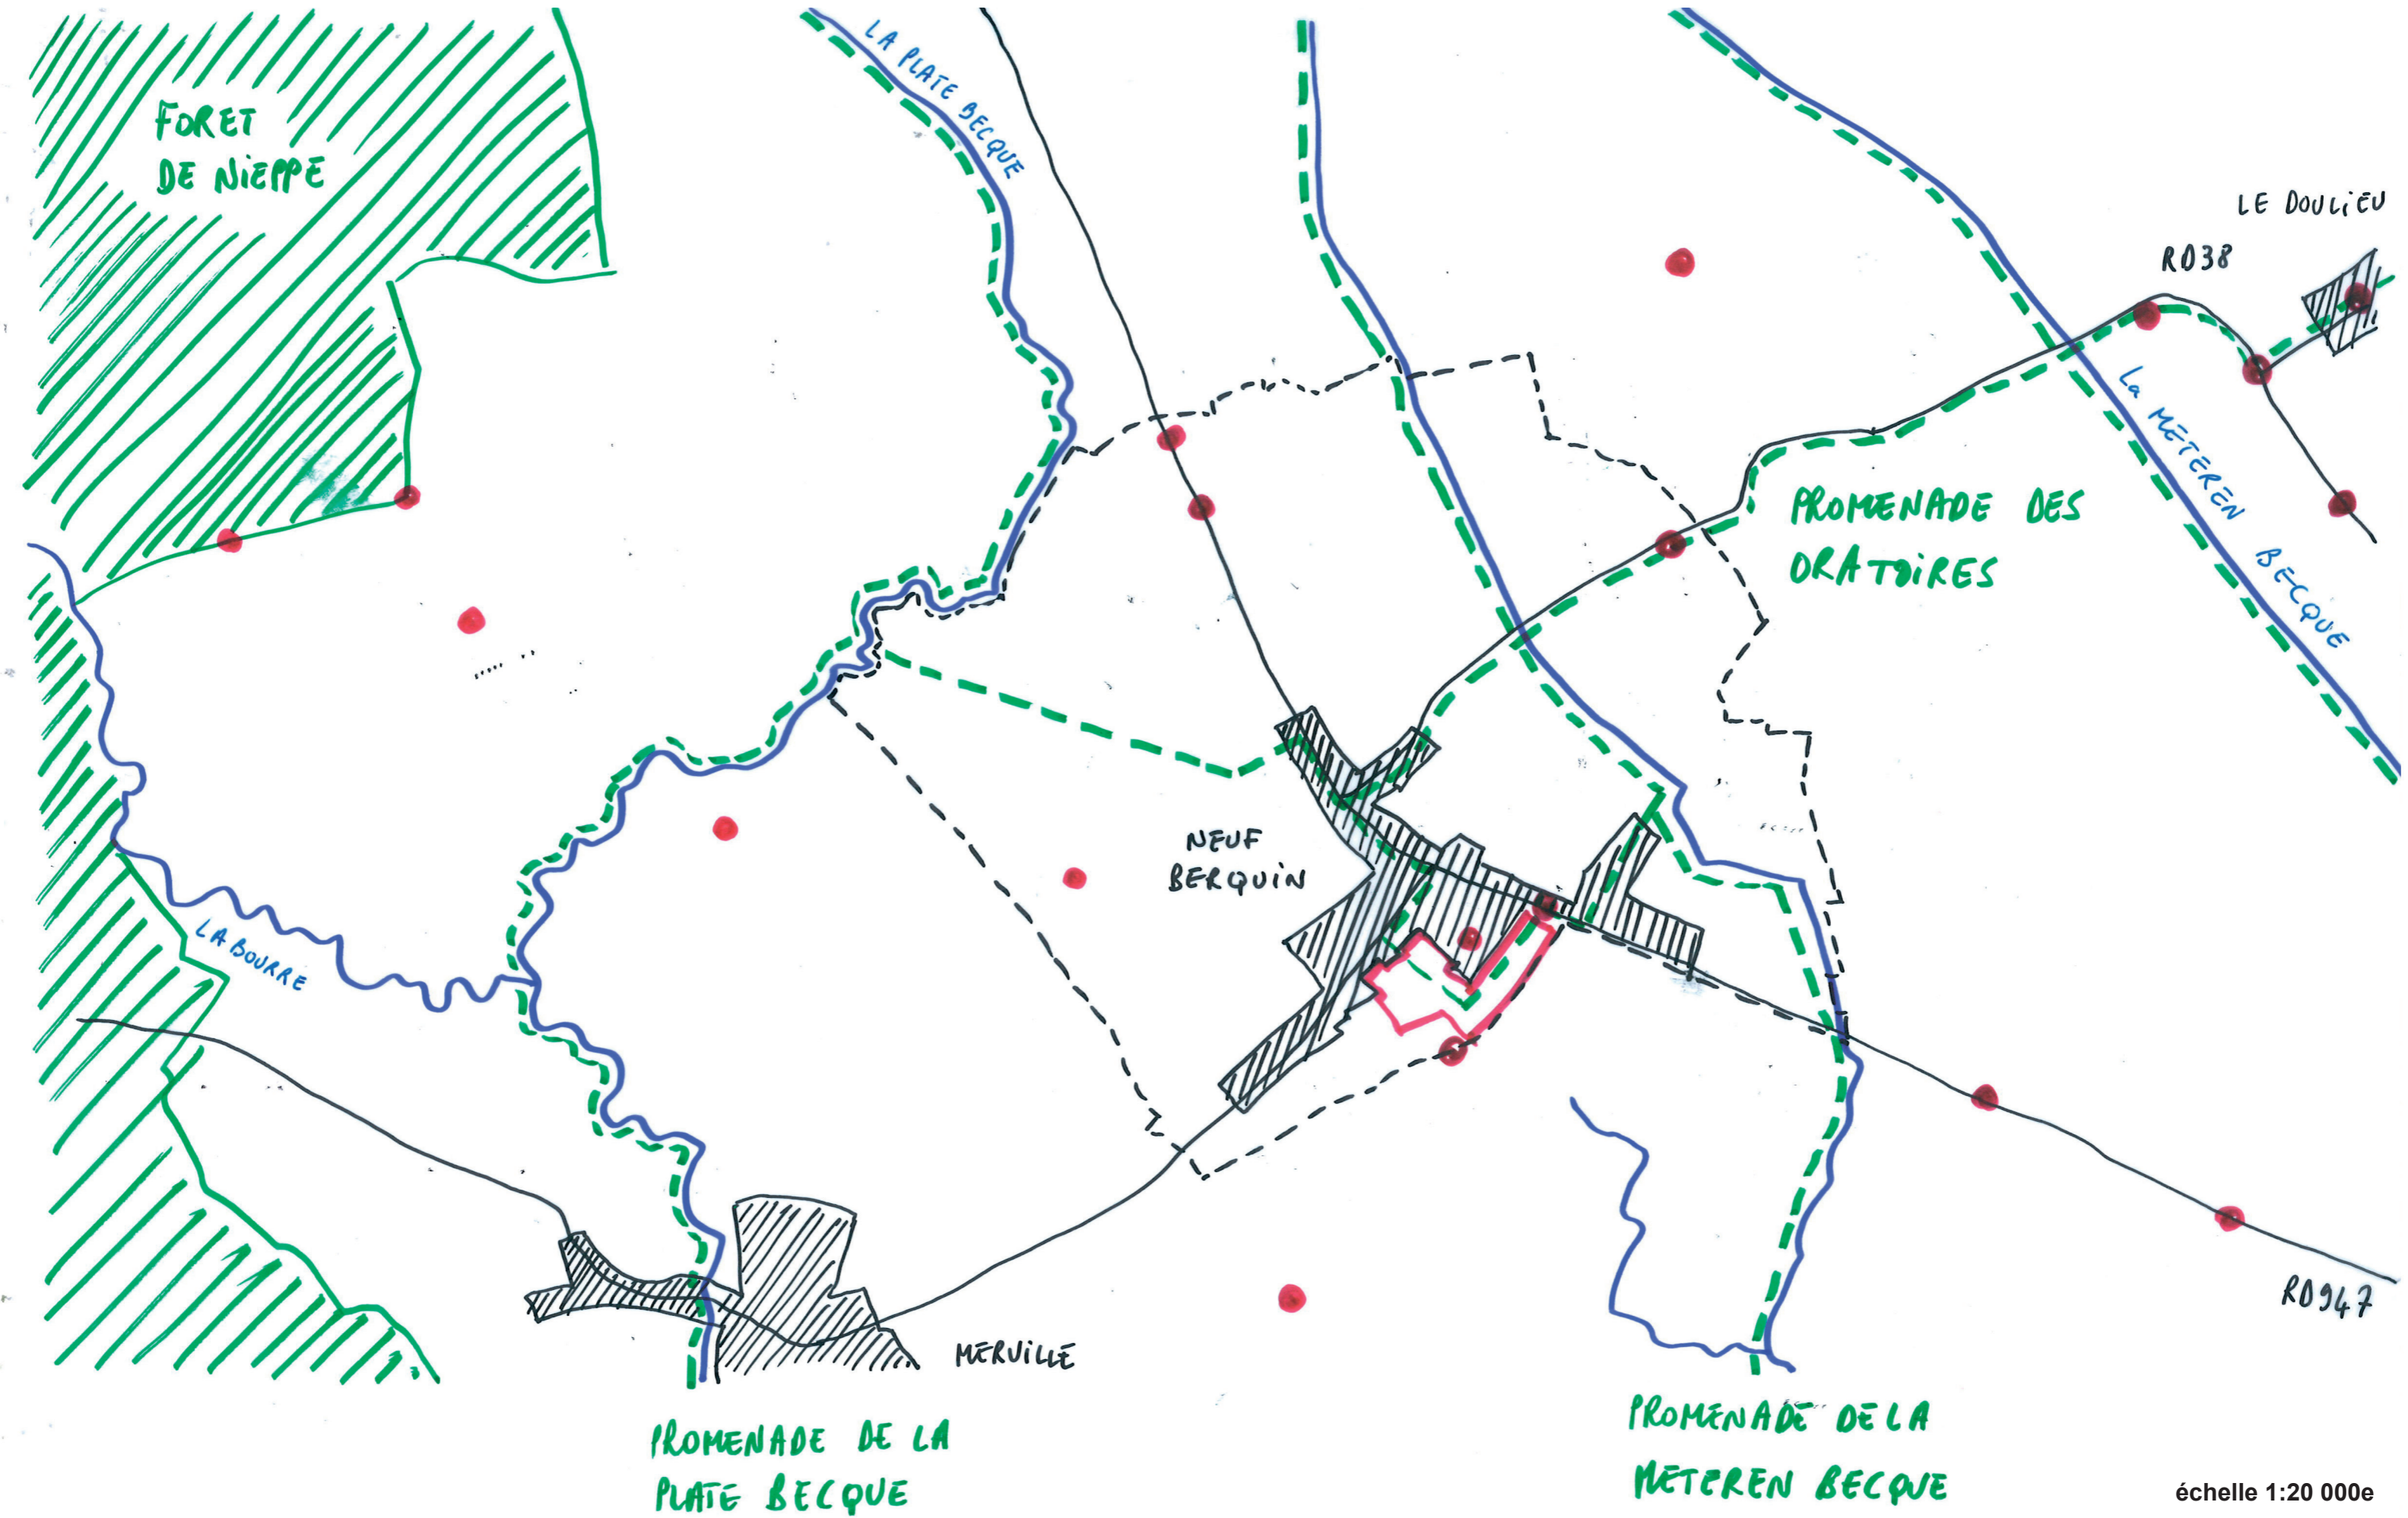 LA PLATE BECQUE
FORET
DE NiEPPE
LE DOULiEU
RD38
La METEREN BECQUE
PROMENADE DES
ORATOiRES
NEUF
BERQUiN
LA BOURRE
RD947
MERViLLE
PROMENADE DE LA
PLATE BECQUE
PROMENADE DE LA
METEREN BECQUE
échelle 1:20 000e